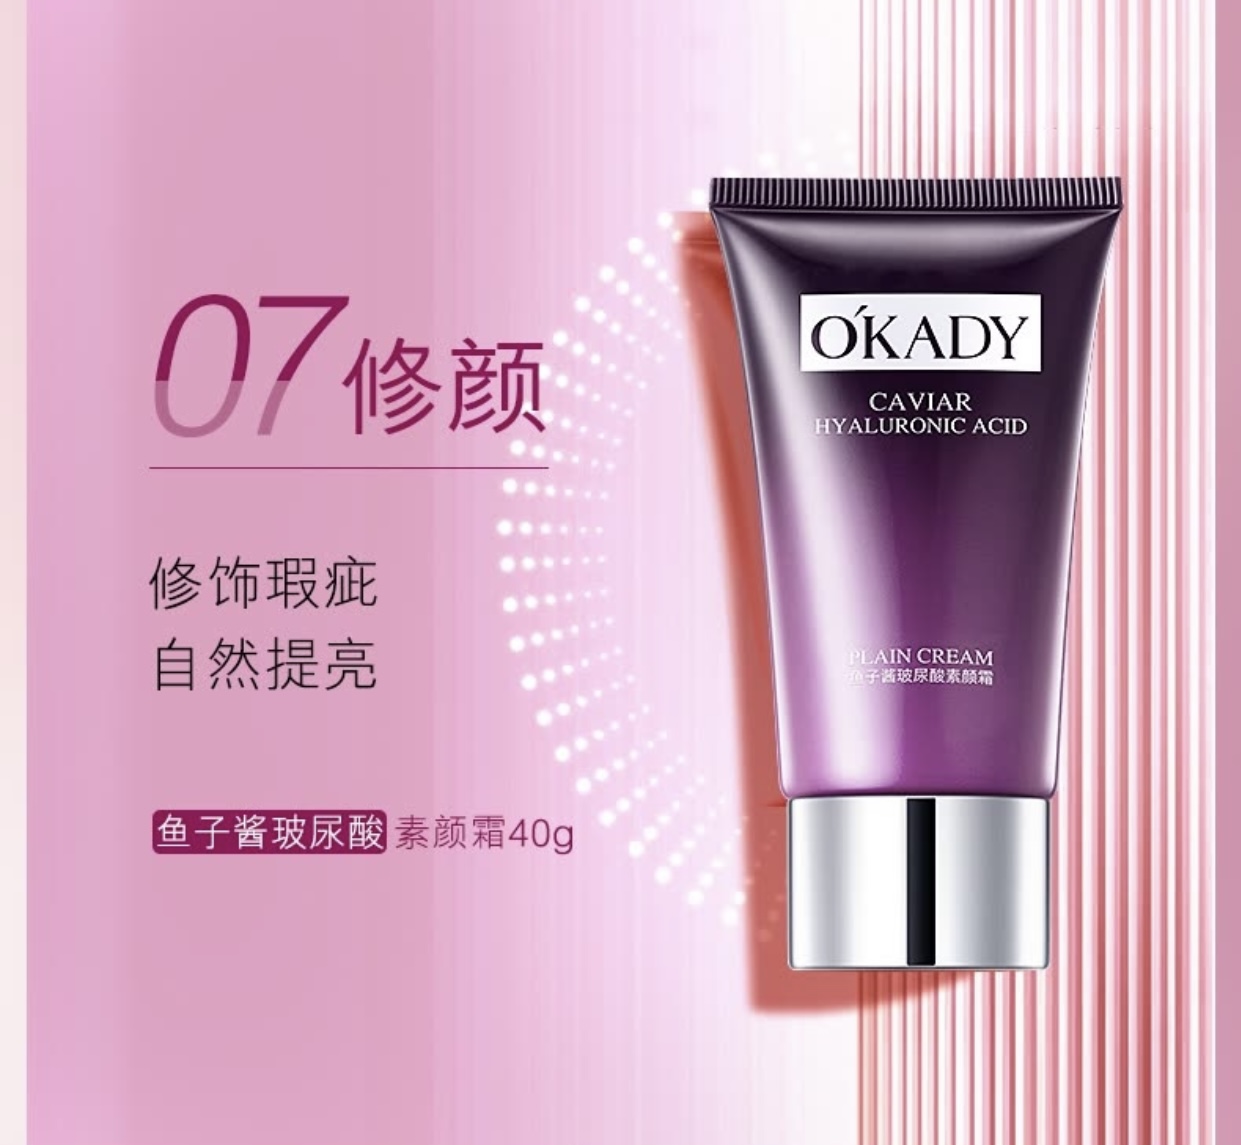 07修颜
修饰瑕疵
自然提亮
鱼子酱玻尿酸 素颜霜40g
O'KADY
CAVIAR
HYALURONIC ACID
PLAIN CREAM
鱼子酱玻尿酸素颜霜